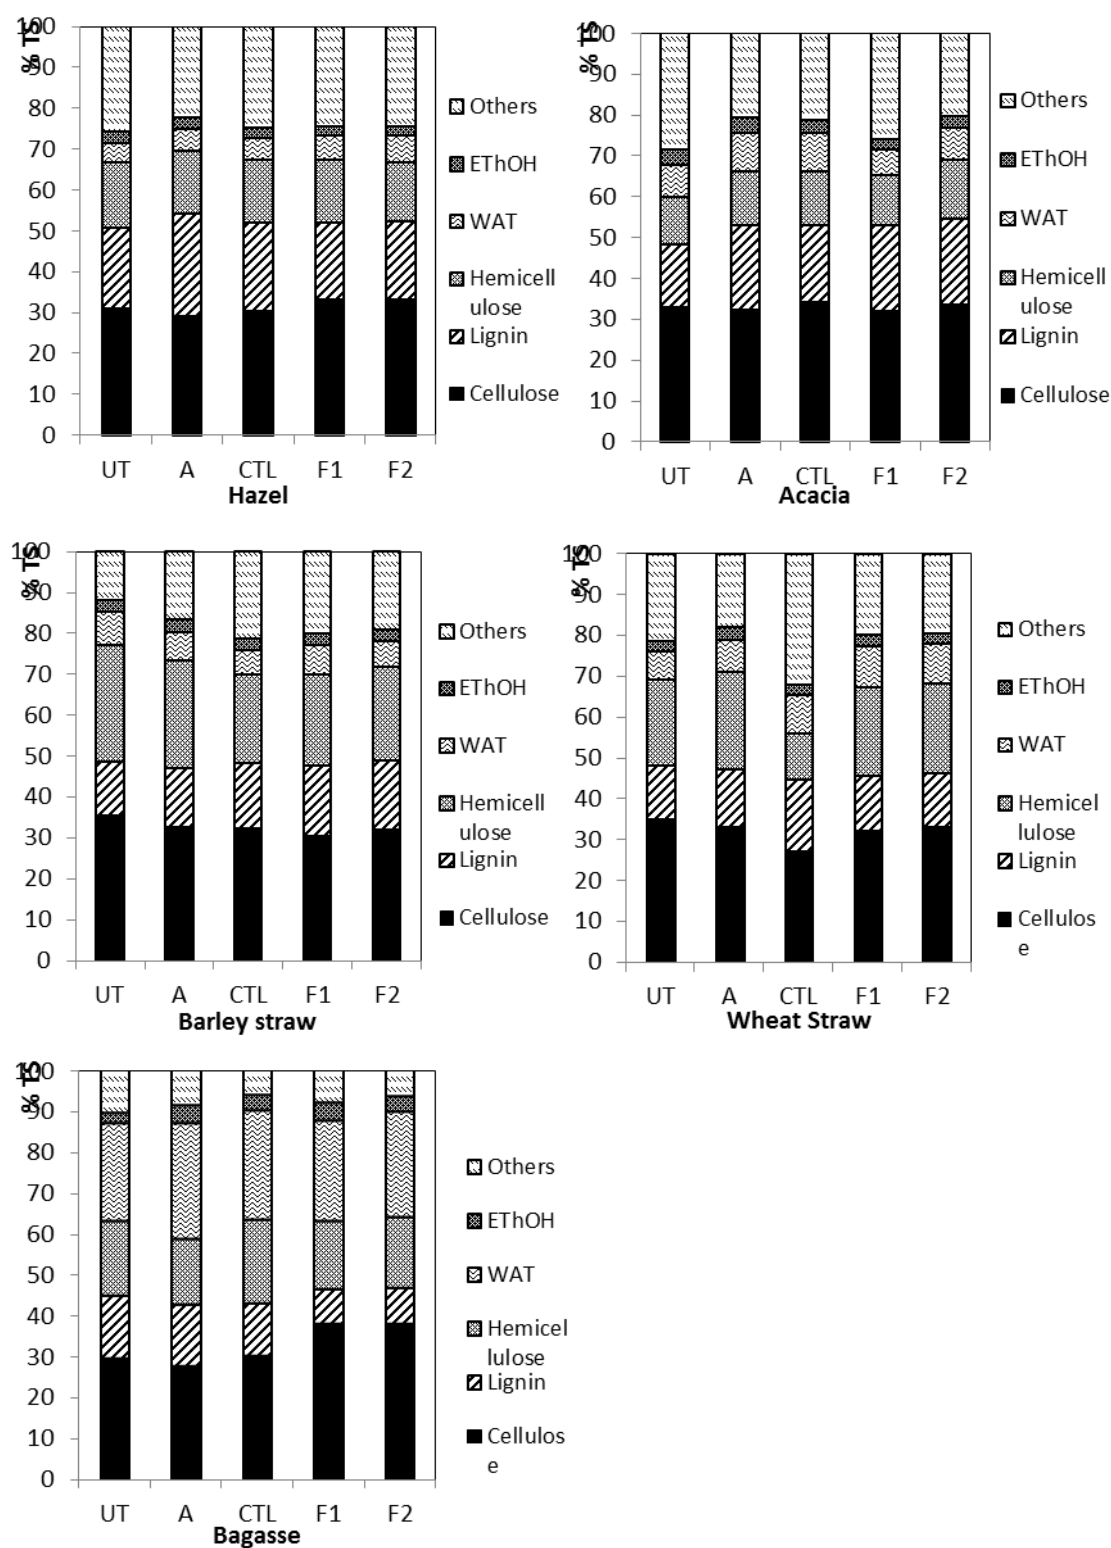 % TS
100
90
80
70
60
50
40
30
20
10
0
UT A CTL F1 F2
Hazel
Others
EThOH
WAT
Hemicell
ulose
Lignin
Cellulose
% TS
100
90
80
70
60
50
40
30
20
10
0
UT A CTL F1 F2
Acacia
Others
EThOH
WAT
Hemicell
ulose
Lignin
Cellulose
% TS
100
90
80
70
60
50
40
30
20
10
0
UT A CTL F1 F2
Barley straw
Others
EThOH
WAT
Hemicell
ulose
Lignin
Cellulose
% TS
100
90
80
70
60
50
40
30
20
10
0
UT A CTL F1 F2
Wheat Straw
Others
EThOH
WAT
Hemicel
lulose
Lignin
Cellulos
e
% TS
100
90
80
70
60
50
40
30
20
10
0
UT A CTL F1 F2
Bagasse
Others
EThOH
WAT
Hemicel
lulose
Lignin
Cellulos
e